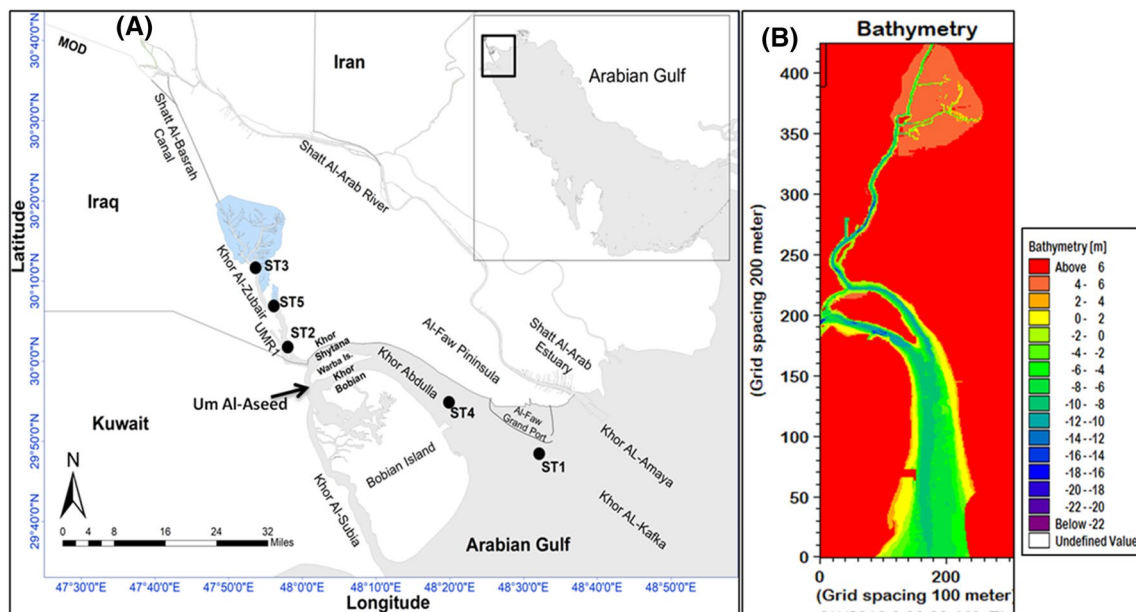 (A)
30°40'0"N
30°30'0"N
30°20'0"N
30°10'0"N
30°0'0"N
29°50'0"N
29°40'0"N
Latitude
MOD
Iran
Arabian Gulf
Shatt Al-Basrah
Canal
Shatt Al-Arab River
Iraq
ST3
Khor Al-Zubair
ST5
UMR1
ST2
Khor
Shytana
Warba Is.
Khor
Bobian
Khor Abdulla
Al-Faw Pininsula
Shatt Al-Arab
Estuary
Um Al-Aseed
ST4
Al-Faw
Grand Port
ST1
Kuwait
Bobian Island
Khor AL-Amaya
Khor AL-Kafka
Khor Al-Subia
Arabian Gulf
N
0 4 8 16 24 32
Miles
47°30'0"E 47°40'0"E 47°50'0"E 48°0'0"E 48°10'0"E 48°20'0"E 48°30'0"E 48°40'0"E 48°50'0"E
Longitude
(B)
Bathymetry
400
350
300
250
200
150
100
50
0
(Grid spacing 200 meter)
0 200
(Grid spacing 100 meter)
Bathymetry [m]
Above 6
4 - 6
2 - 4
0 - 2
-2 - 0
-4 - -2
-6 - -4
-8 - -6
-10 - -8
-12 - -10
-14 - -12
-16 - -14
-18 - -16
-20 - -18
-22 - -20
Below -22
Undefined Value